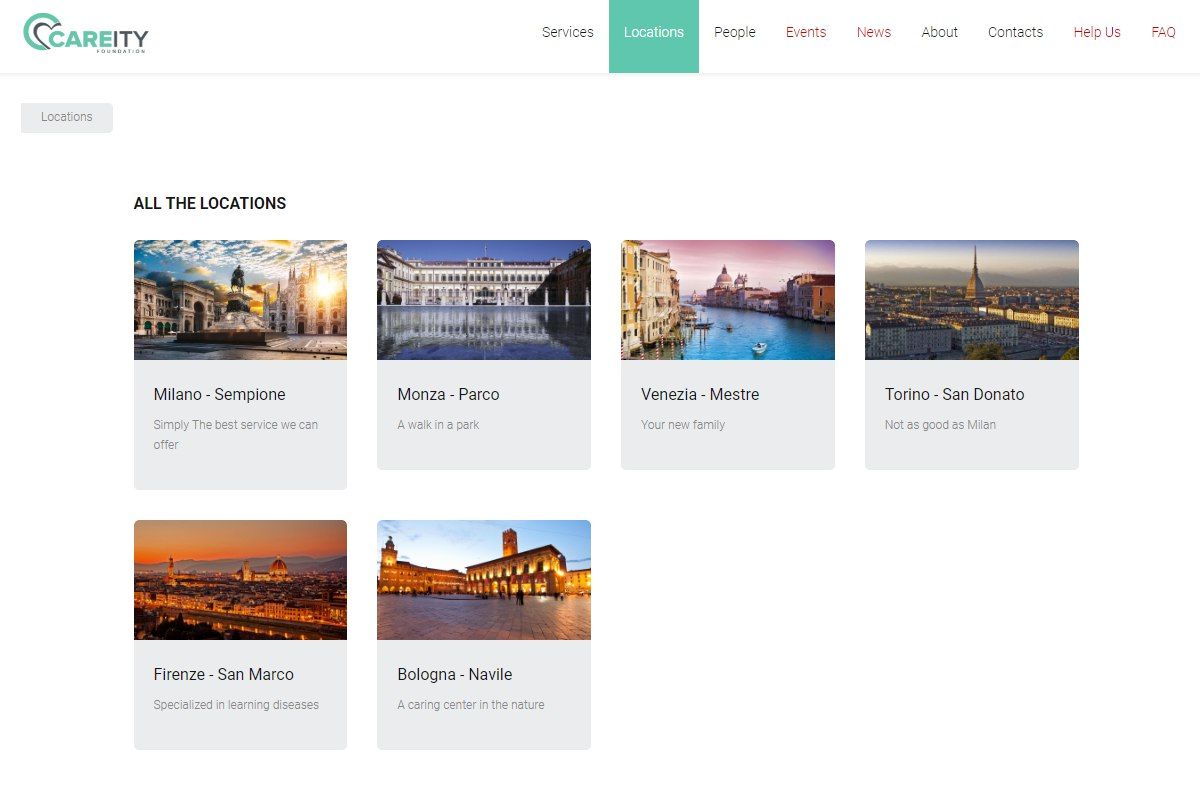 CAREITY
FOUNDATION
Services Locations People Events News About Contacts Help Us FAQ
Locations
ALL THE LOCATIONS
Milano - Sempione
Simply The best service we can
offer
Monza - Parco
A walk in a park
Venezia - Mestre
Your new family
Torino - San Donato
Not as good as Milan
Firenze - San Marco
Specialized in learning diseases
Bologna - Navile
A caring center in the nature